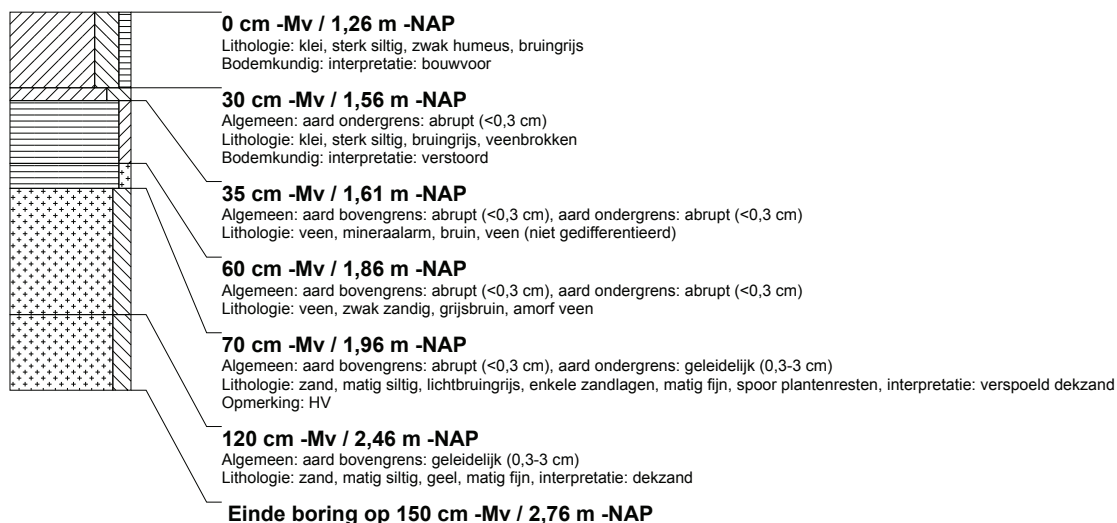 0 cm -Mv / 1,26 m -NAP
Lithologie: klei, sterk siltig, zwak humeus, bruingrijs
Bodemkundig: interpretatie: bouwvoor
30 cm -Mv / 1,56 m -NAP
Algemeen: aard ondergrens: abrupt (<0,3 cm)
Lithologie: klei, sterk siltig, bruingrijs, veenbrokken
Bodemkundig: interpretatie: verstoord
35 cm -Mv / 1,61 m -NAP
Algemeen: aard bovengrens: abrupt (<0,3 cm), aard ondergrens: abrupt (<0,3 cm)
Lithologie: veen, mineraalarm, bruin, veen (niet gedifferentieerd)
60 cm -Mv / 1,86 m -NAP
Algemeen: aard bovengrens: abrupt (<0,3 cm), aard ondergrens: abrupt (<0,3 cm)
Lithologie: veen, zwak zandig, grijsbruin, amorf veen
70 cm -Mv / 1,96 m -NAP
Algemeen: aard bovengrens: abrupt (<0,3 cm), aard ondergrens: geleidelijk (0,3-3 cm)
Lithologie: zand, matig siltig, lichtbruingrijs, enkele zandlagen, matig fijn, spoor plantenresten, interpretatie: verspoeld dekzand
Opmerking: HV
120 cm -Mv / 2,46 m -NAP
Algemeen: aard bovengrens: geleidelijk (0,3-3 cm)
Lithologie: zand, matig siltig, geel, matig fijn, interpretatie: dekzand
Einde boring op 150 cm -Mv / 2,76 m -NAP